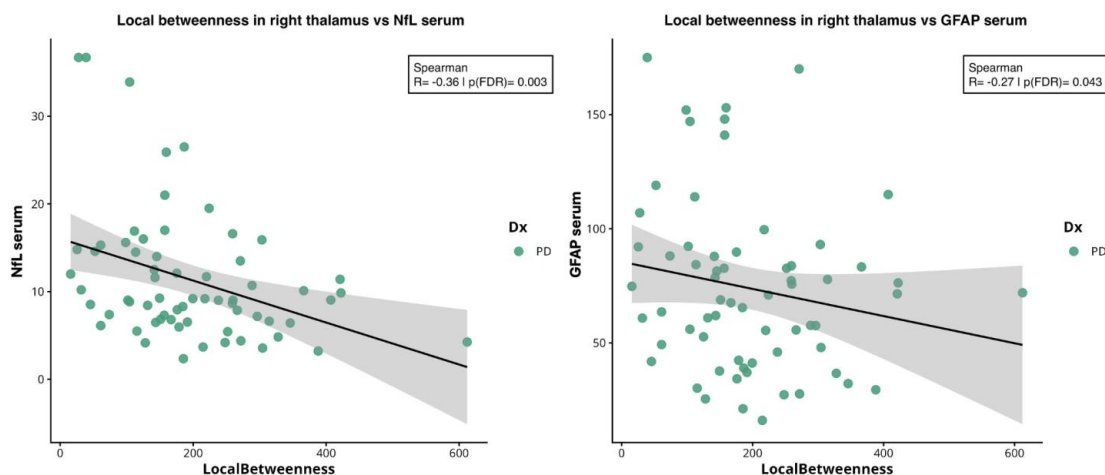 Local betweenness in right thalamus vs NfL serum
Spearman
R= -0.36 | p(FDR)= 0.003
30
20
10
0
NfL serum
0
200
400
600
LocalBetweenness
Dx
PD
Local betweenness in right thalamus vs GFAP serum
Spearman
R= -0.27 | p(FDR)= 0.043
150
100
50
GFAP serum
0
200
400
600
LocalBetweenness
Dx
PD